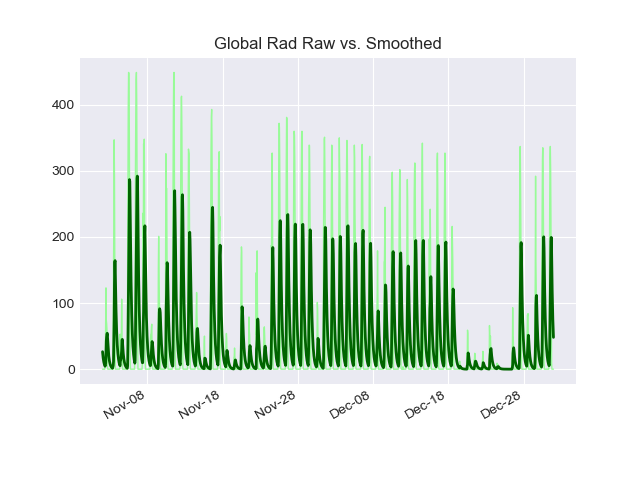 Global Rad Raw vs. Smoothed
400
300
200
100
0
Nov-08
Nov-18
Nov-28
Dec-08
Dec-18
Dec-28